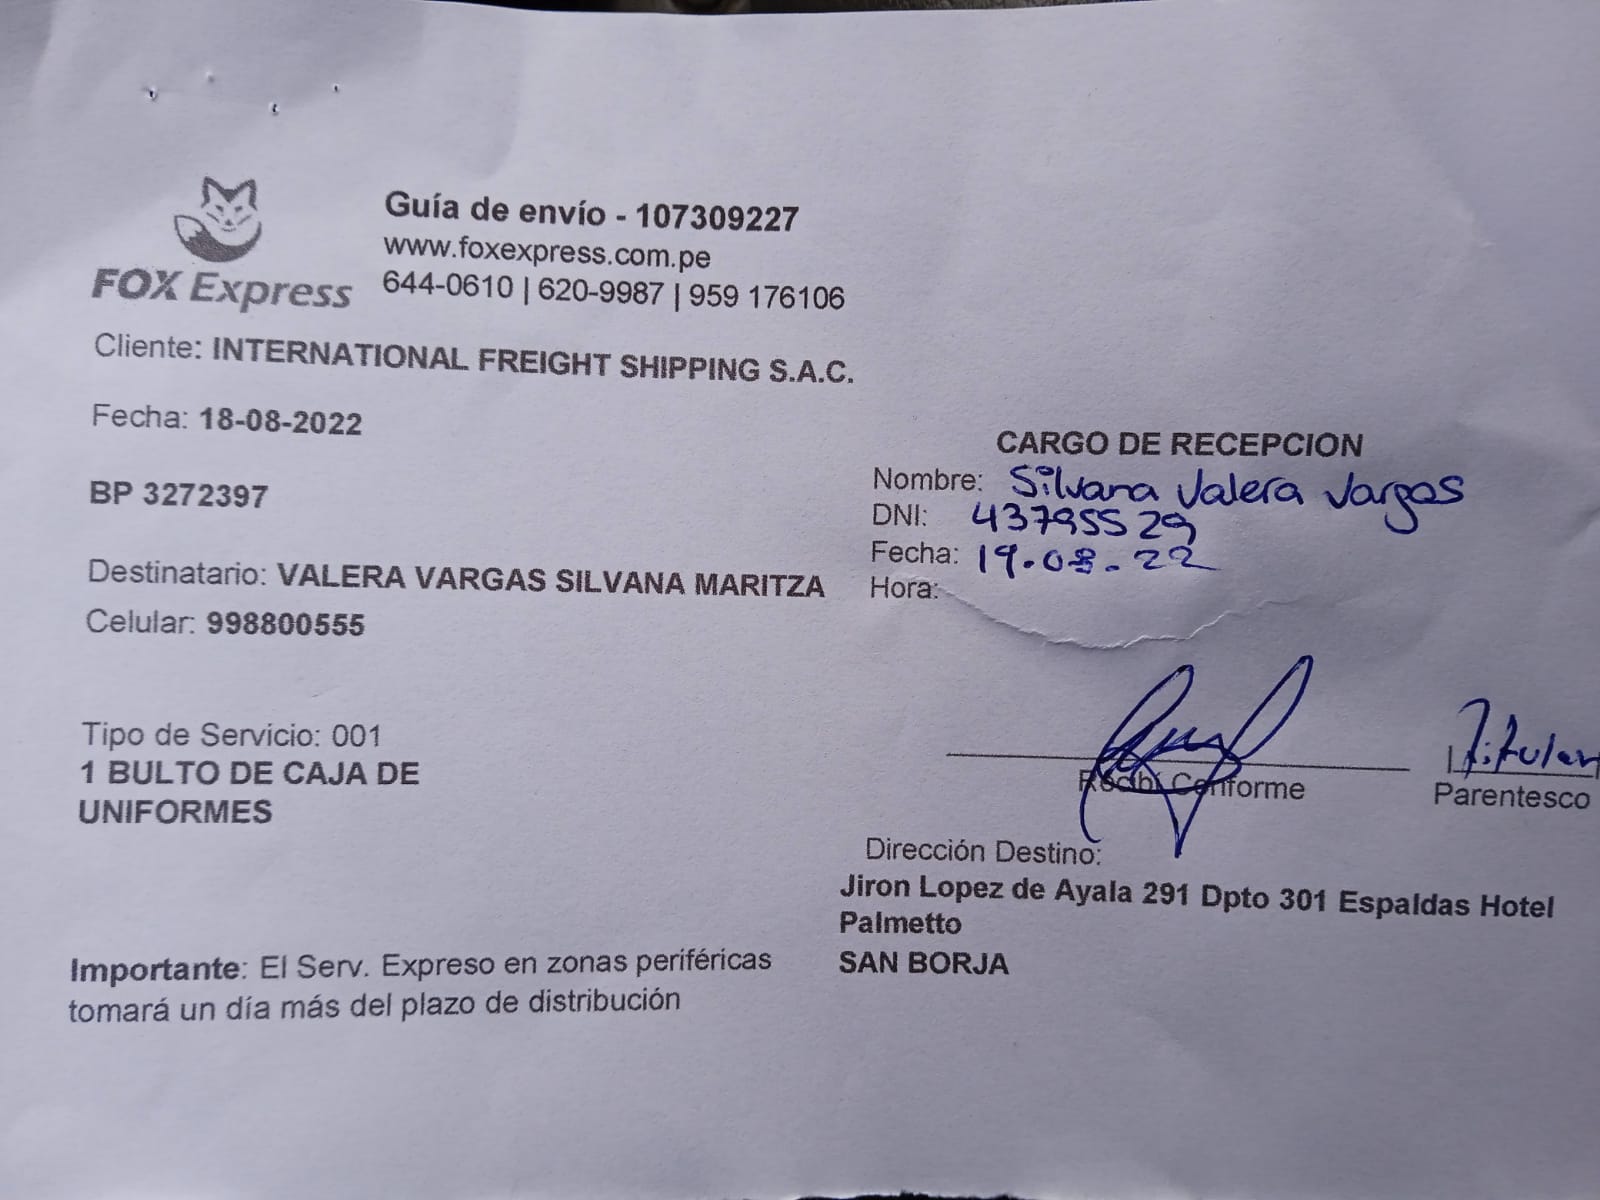 FOX Express
Guía de envío - 107309227
www.foxexpress.com.pe
644-0610 | 620-9987 | 959 176106
Cliente: INTERNATIONAL FREIGHT SHIPPING S.A.C.
Fecha: 18-08-2022
BP 3272397
Destinatario: VALERA VARGAS SILVANA MARITZA
Celular: 998800555
Tipo de Servicio: 001
1 BULTO DE CAJA DE
UNIFORMES
Importante: El Serv. Expreso en zonas periféricas
tomará un día más del plazo de distribución
CARGO DE RECEPCION
Nombre: Silvana Valera Vargas
DNI: 43795529
Fecha: 19.08.22
Hora:
Recibí Conforme
Titular
Parentesco
Dirección Destino:
Jiron Lopez de Ayala 291 Dpto 301 Espaldas Hotel
Palmetto
SAN BORJA